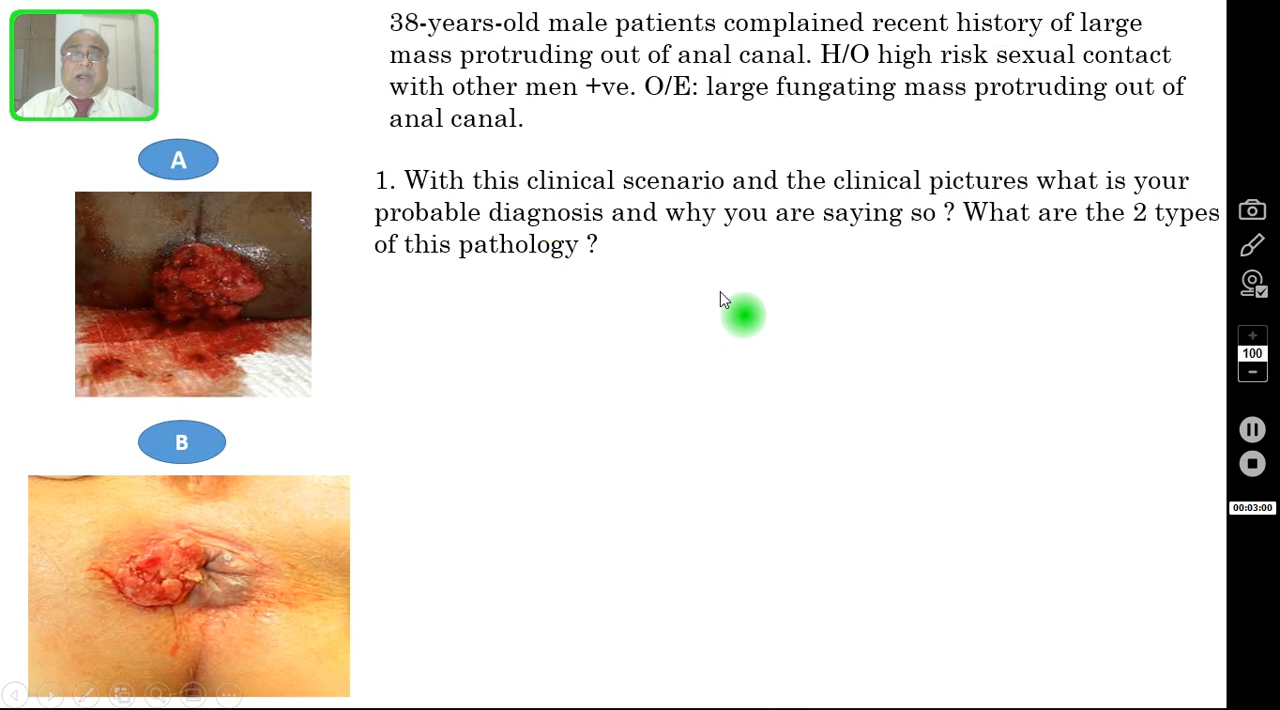 38-years-old male patients complained recent history of large
mass protruding out of anal canal. H/O high risk sexual contact
with other men +ve. O/E: large fungating mass protruding out of
anal canal.
A
1. With this clinical scenario and the clinical pictures what is your
probable diagnosis and why you are saying so ? What are the 2 types
of this pathology ?
B
100
00:03:00